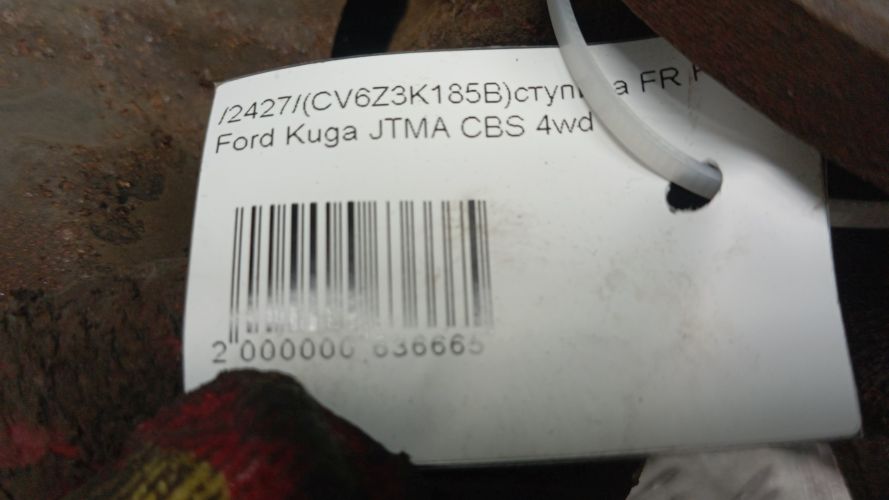 /2427/(CV6Z3K185B) FR
Ford Kuga JTMA CBS 4wd
2 000000 636665